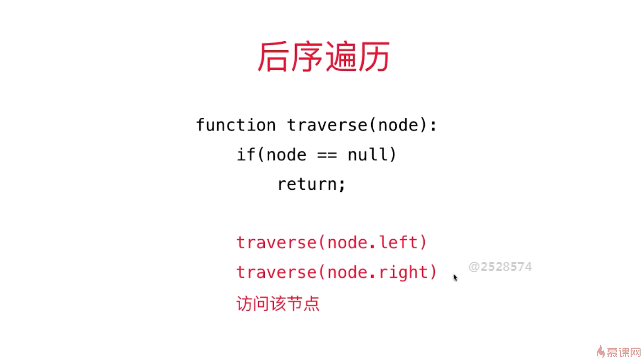 后序遍历
function traverse(node):
if(node == null)
return;
traverse(node.left)
traverse(node.right)
@2528574
访问该节点
慕课网